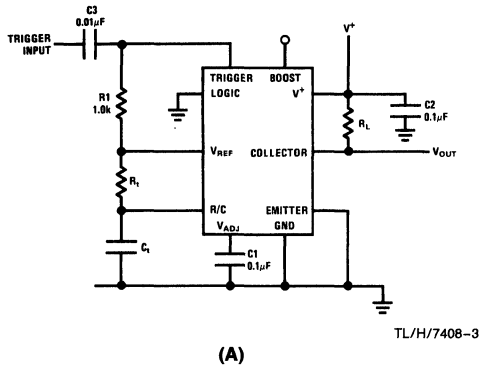 C3
0.01μF
TRIGGER
INPUT
V+
TRIGGER
BOOST
LOGIC
V+
R1
1.0k
C2
0.1μF
RL
VREF
COLLECTOR
VOUT
Rt
R/C
EMITTER
VADJ
GND
Ct
C1
0.1μF
TL/H/7408-3
(A)